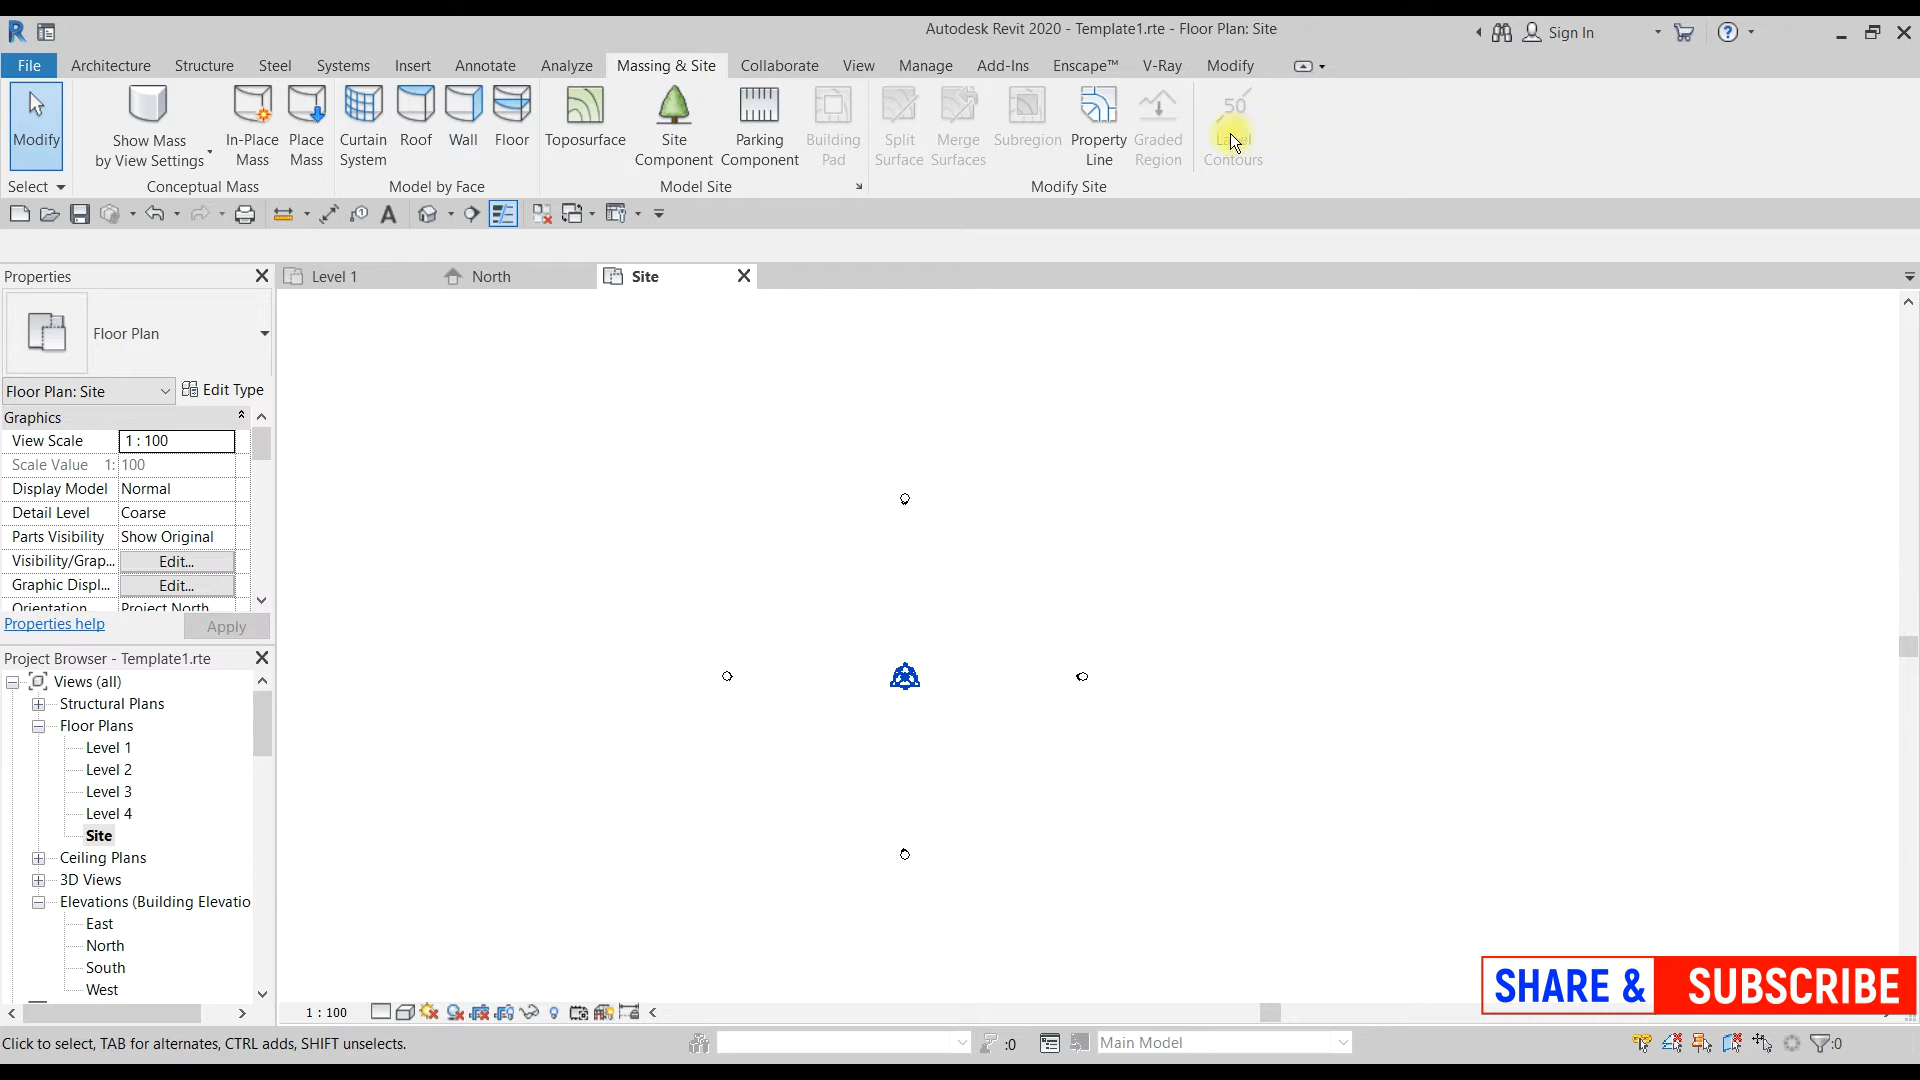 Autodesk Revit 2020 - Template1.rte - Floor Plan: Site
Sign In
File Architecture Structure Steel Systems Insert Annotate Analyze Massing & Site Collaborate View Manage Add-Ins Enscape™ V-Ray Modify
Modify
Show Mass
by View Settings
In-Place
Mass
Place
Mass
Curtain
System
Roof
Wall
Floor
Toposurface
Site
Component
Parking
Component
Building
Pad
Split
Surface
Merge
Surfaces
Subregion
Property
Line
Graded
Region
50
Label
Contours
Select
Conceptual Mass
Model by Face
Model Site
Modify Site
A
Properties
Level 1
North
Site
Floor Plan
Floor Plan: Site
Edit Type
Graphics
View Scale 1 : 100
Scale Value 1: 100
Display Model Normal
Detail Level Coarse
Parts Visibility Show Original
Visibility/Grap... Edit...
Graphic Displ... Edit...
Orientation Project North
Properties help
Apply
Project Browser - Template1.rte
Views (all)
Structural Plans
Floor Plans
Level 1
Level 2
Level 3
Level 4
Site
Ceiling Plans
3D Views
Elevations (Building Elevatio
East
North
South
West
1 : 100
SHARE & SUBSCRIBE
Click to select, TAB for alternates, CTRL adds, SHIFT unselects.
:0
Main Model
:0